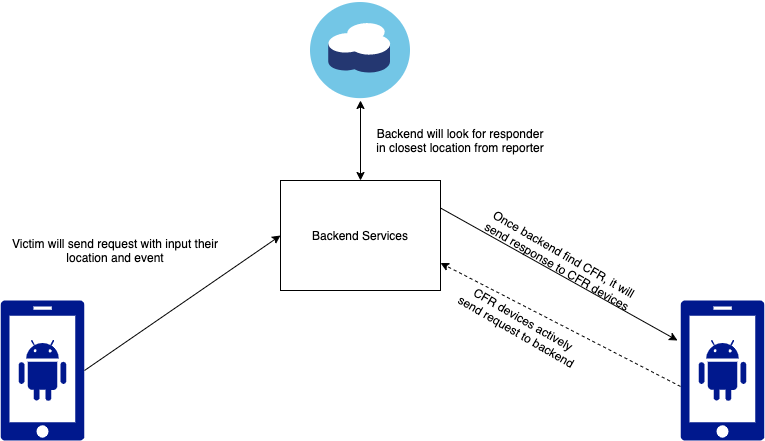 Backend will look for responder
in closest location from reporter
Backend Services
Victim will send request with input their
location and event
Once backend find CFR, it will
send response to CFR devices
CFR devices actively
send request to backend